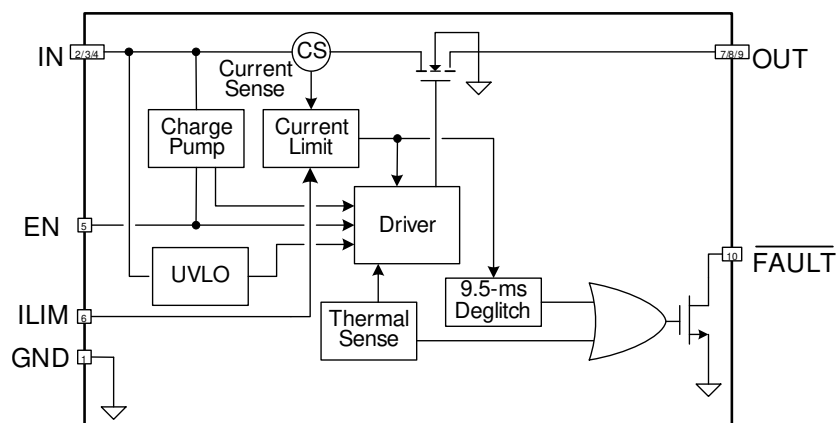 IN
2/3/4
CS
7/8/9
OUT
Current
Sense
Charge
Pump
Current
Limit
EN
5
Driver
UVLO
10
FAULT
9.5-ms
Deglitch
ILIM
6
Thermal
Sense
GND
1